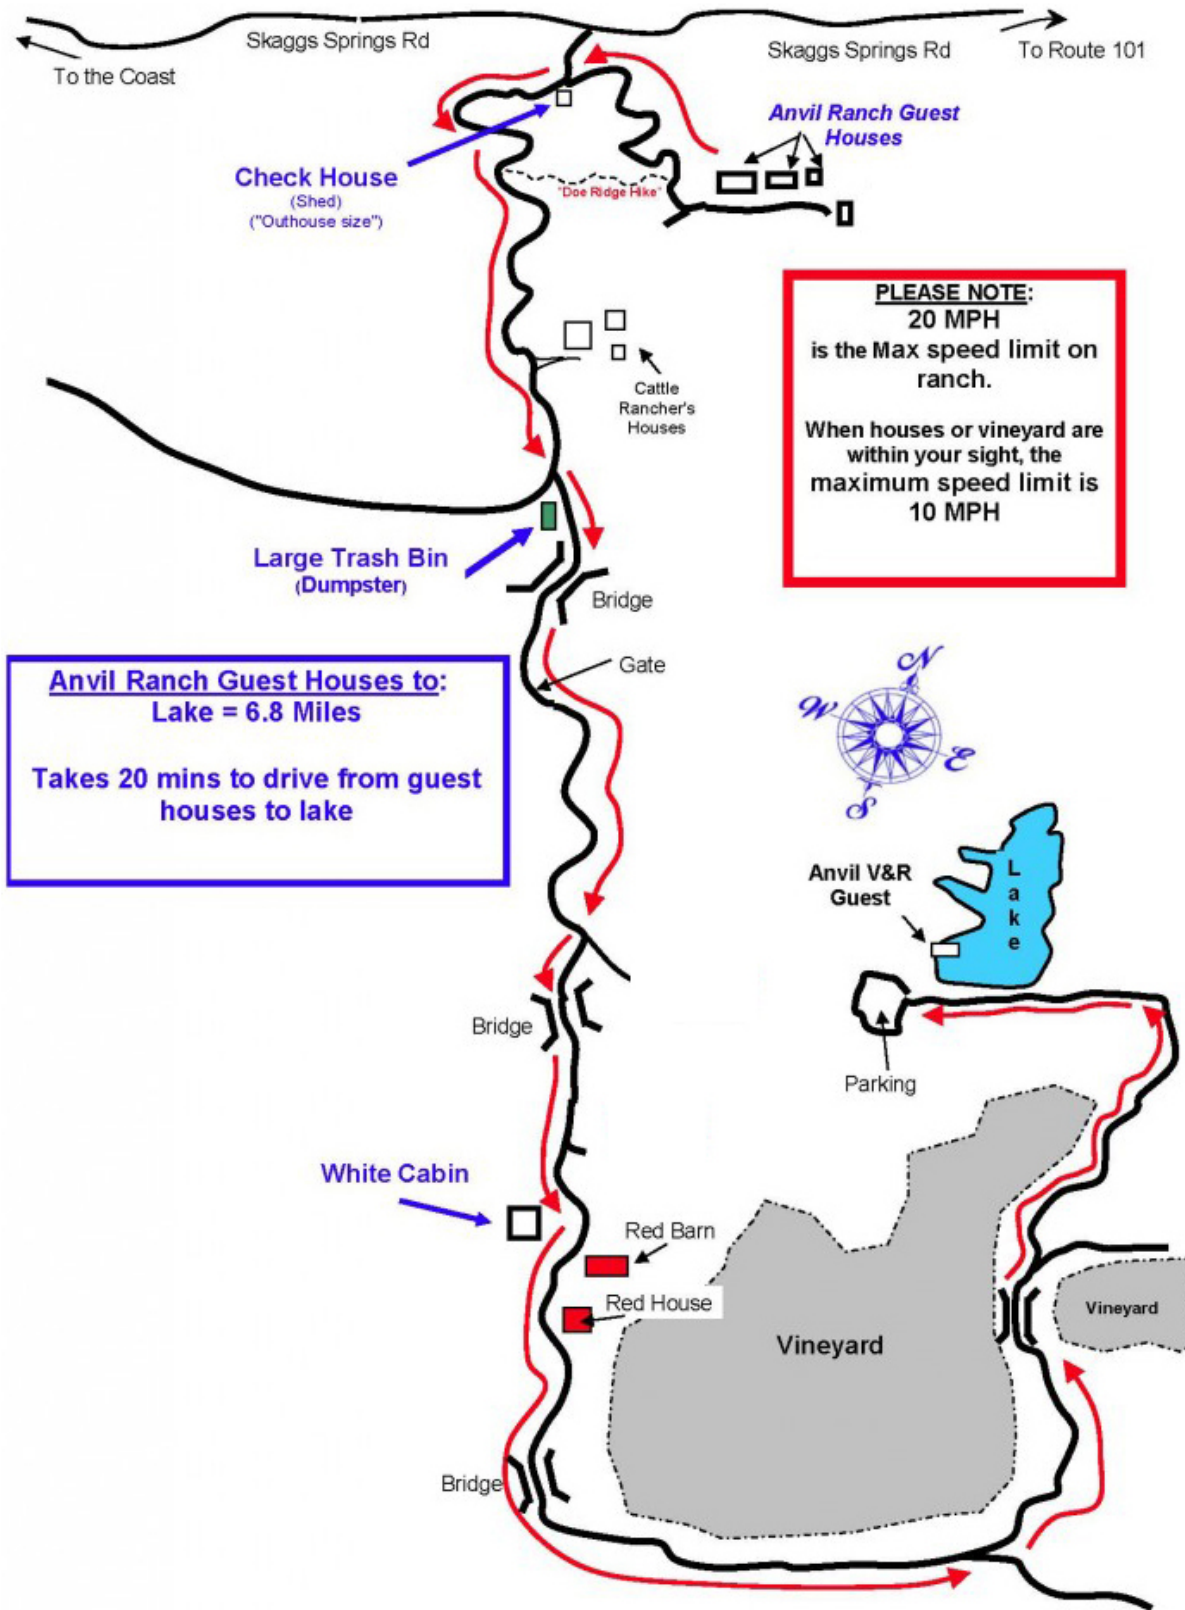 Skaggs Springs Rd
Skaggs Springs Rd
To Route 101
To the Coast
Anvil Ranch Guest
Houses
Check House
(Shed)
("Outhouse size")
"Doe Ridge Hike"
PLEASE NOTE:
20 MPH
is the Max speed limit on
ranch.
When houses or vineyard are
within your sight, the
maximum speed limit is
10 MPH
Cattle
Rancher's
Houses
Large Trash Bin
(Dumpster)
Bridge
Gate
Anvil Ranch Guest Houses to:
Lake = 6.8 Miles
Takes 20 mins to drive from guest
houses to lake
N
W
E
S
Anvil V&R
Guest
Lake
Bridge
Parking
White Cabin
Red Barn
Red House
Vineyard
Vineyard
Bridge